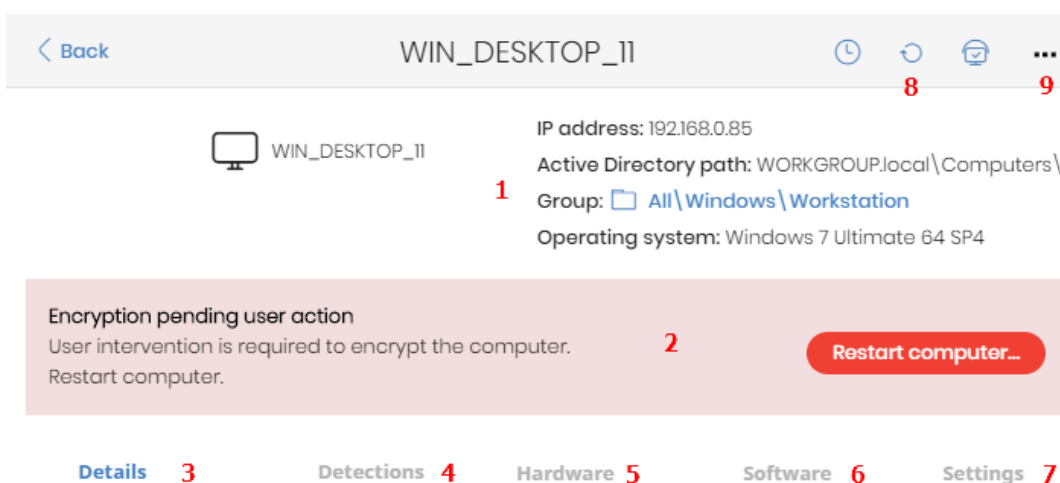 Back
WIN_DESKTOP_11
8
9
WIN_DESKTOP_11
1
IP address: 192.168.0.85
Active Directory path: WORKGROUP.local\Computers\
Group: All\Windows\Workstation
Operating system: Windows 7 Ultimate 64 SP4
Encryption pending user action
User intervention is required to encrypt the computer.
Restart computer.
2
Restart computer...
Details 3 Detections 4 Hardware 5 Software 6 Settings 7